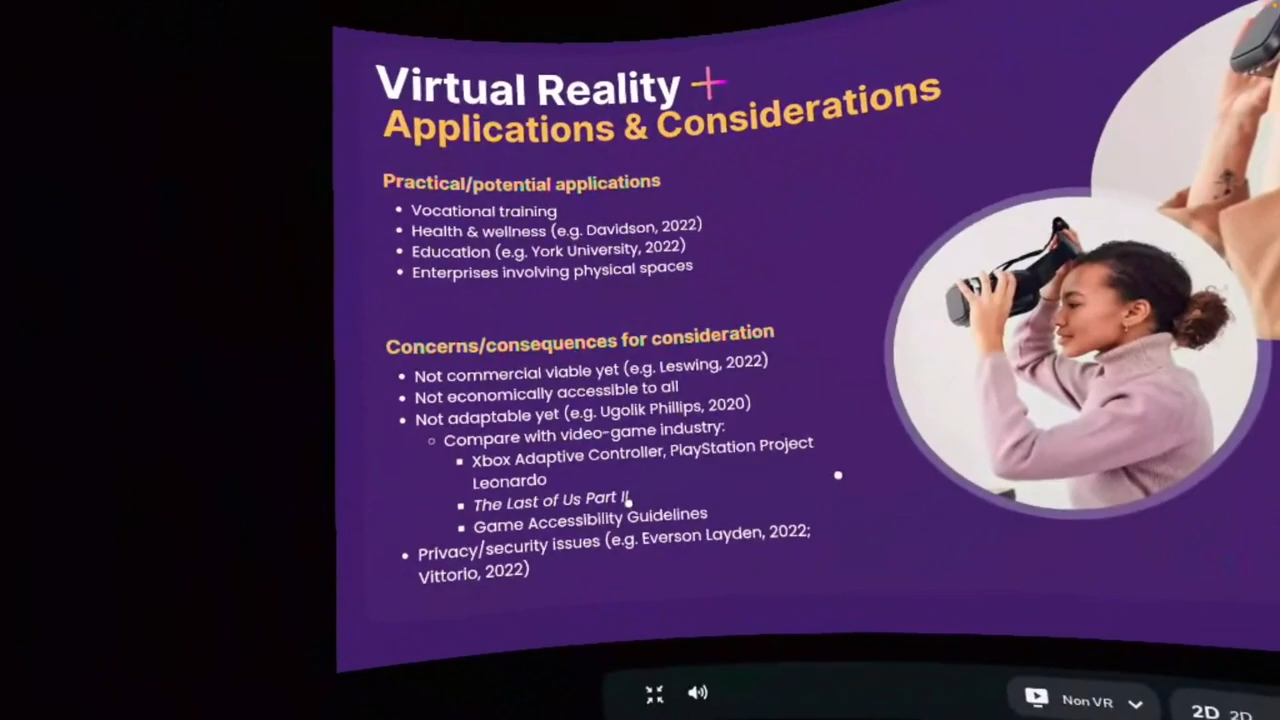 Virtual Reality
Applications & Considerations
Practical/potential applications
Vocational training
Health & wellness (e.g. Davidson, 2022)
Education (e.g. York University, 2022)
Enterprises involving physical spaces
Concerns/consequences for consideration
Not commercial viable yet (e.g. Leswing, 2022)
Not economically accessible to all
Not adaptable yet (e.g. Ugolik Phillips, 2020)
Compare with video-game industry:
Xbox Adaptive Controller, PlayStation Project
Leonardo
The Last of Us Part II
Game Accessibility Guidelines
Privacy/security issues (e.g. Everson Layden, 2022;
Vittorio, 2022)
Non VR
2D 2D